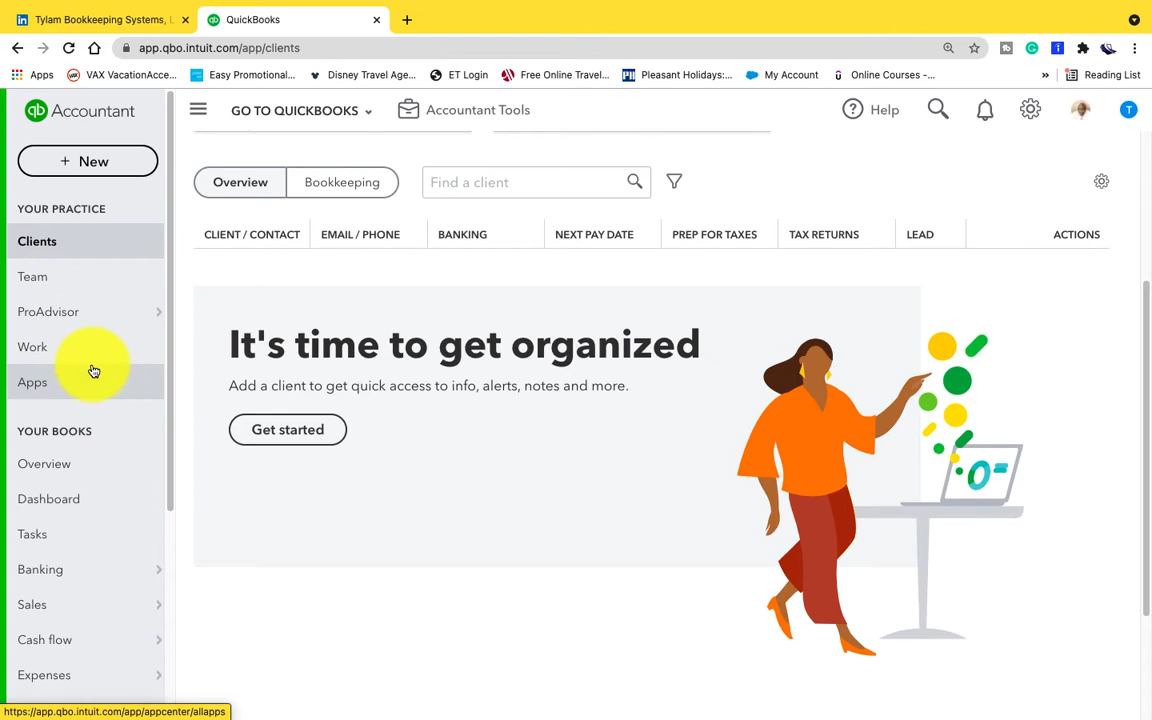 Tylam Bookkeeping Systems, L
QuickBooks
app.qbo.intuit.com/app/clients
Apps
VAX VacationAcce...
Easy Promotional...
Disney Travel Age...
ET Login
Free Online Travel...
Pleasant Holidays:...
My Account
Online Courses -...
Reading List
qb Accountant
GO TO QUICKBOOKS
Accountant Tools
Help
T
+ New
YOUR PRACTICE
Clients
Team
ProAdvisor
Work
Apps
YOUR BOOKS
Overview
Dashboard
Tasks
Banking
Sales
Cash flow
Expenses
https://app.qbo.intuit.com/app/appcenter/allapps
Overview
Bookkeeping
Find a client
CLIENT / CONTACT
EMAIL / PHONE
BANKING
NEXT PAY DATE
PREP FOR TAXES
TAX RETURNS
LEAD
ACTIONS
It's time to get organized
Add a client to get quick access to info, alerts, notes and more.
Get started